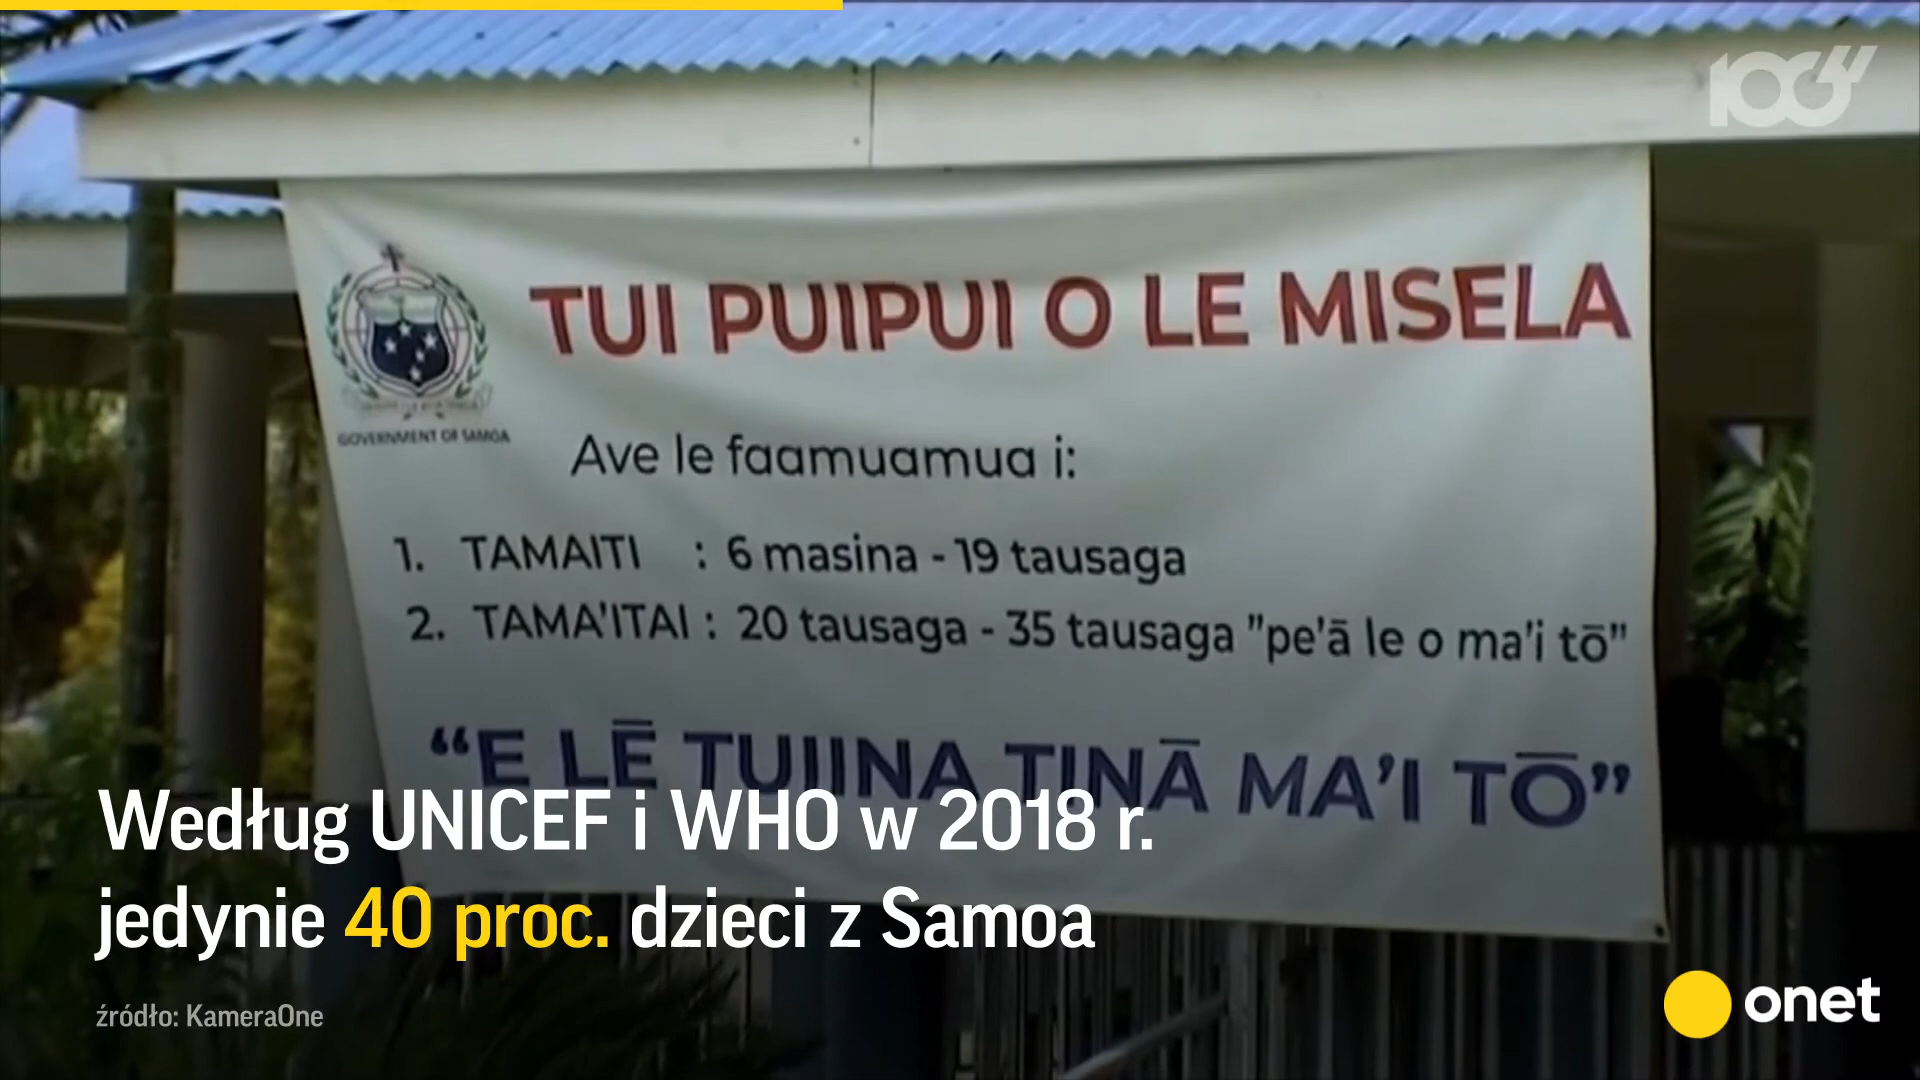 100"
TUI PUIPUI O LE MISELA
GOVERNMENT OF SAMOA
Ave le faamuamua i:
1. TAMAITI : 6 masina - 19 tausaga
2. TAMA'ITAI : 20 tausaga - 35 tausaga "pe'ā le o ma'i tō"
“E LĒ TUIINA TINĀ MA’I TŌ”
Według UNICEF i WHO w 2018 r.
jedynie 40 proc. dzieci z Samoa
źródło: KameraOne
onet